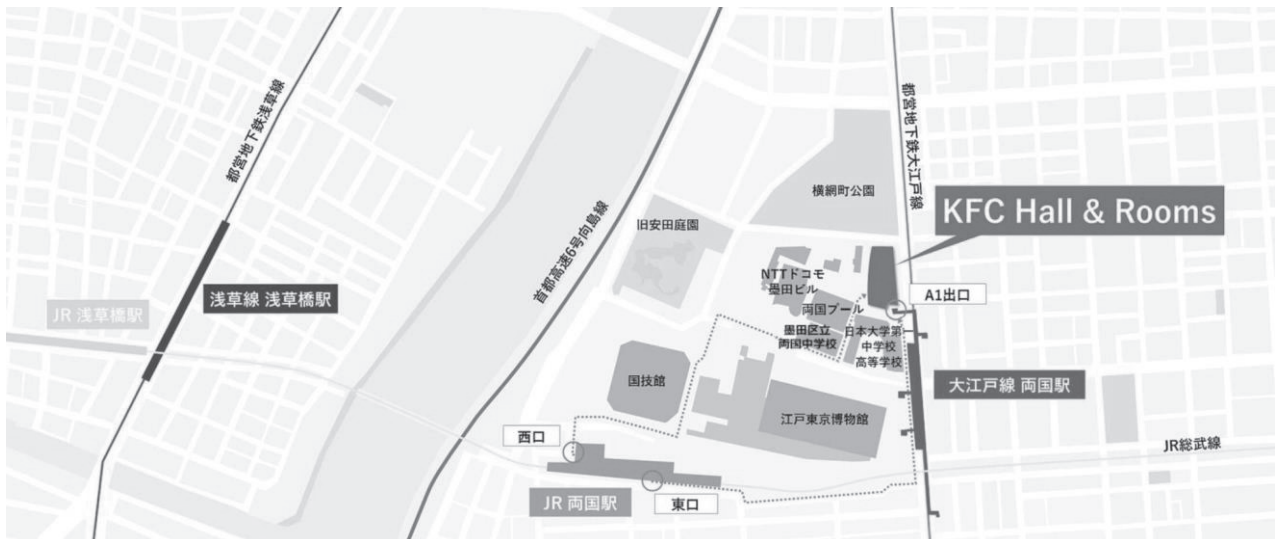 都営地下鉄浅草線
浅草線 浅草橋駅
JR 浅草橋駅
首都高速6号向島線
旧安田庭園
横網町公園
都営地下鉄大江戸線
KFC Hall & Rooms
NTTドコモ
墨田ビル
両国プール
A1出口
墨田区立
両国中学校
日本大学第一
中学校
高等学校
国技館
江戸東京博物館
大江戸線 両国駅
西口
JR 両国駅
東口
JR総武線